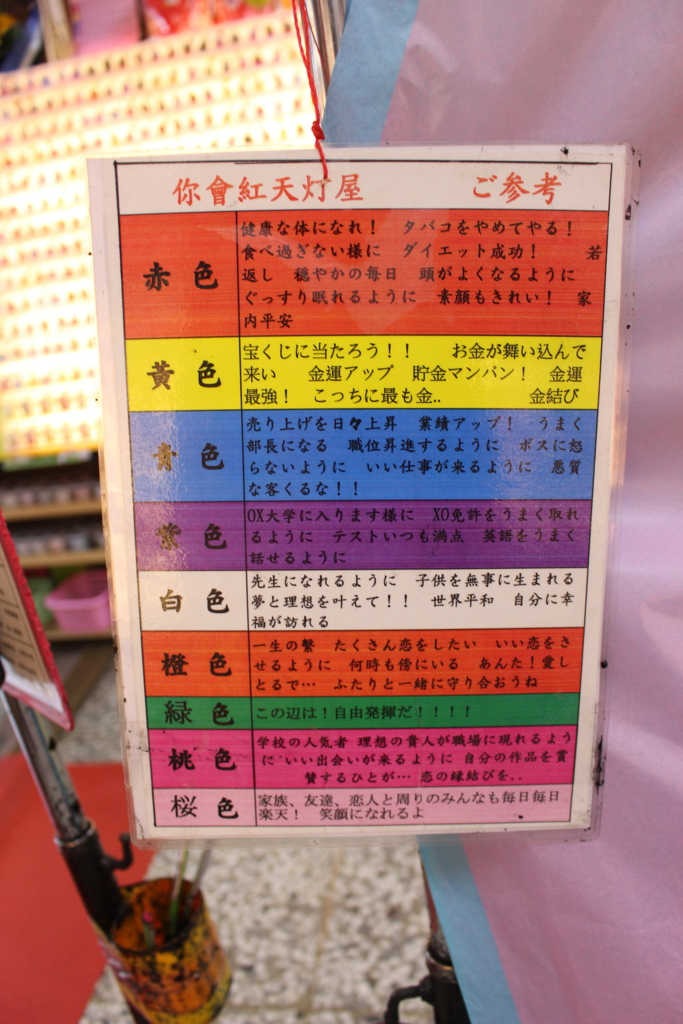 你會紅天灯屋　ご参考
赤色
健康な体になれ！　タバコをやめてやる！
食べ過ぎない様に　ダイエット成功！　若
返し　穏やかの毎日　頭がよくなるように
ぐっすり眠れるように　素顔もきれい！　家
内平安
黃色
宝くじに当たろう！！　お金が舞い込んで
来い　金運アップ　貯金マンパン！　金運
最強！　こっちに最も金..　金結び
青色
売り上げを日々上昇　業績アップ！　うまく
部長になる　職位昇進するように　ボスに怒
らないように　いい仕事が来るように　悪質
な客くるな！！
紫色
OX大学に入ります様に　XO免許をうまく取れ
るように　テストいつも満点　英語をうまく
話せるように
白色
先生になれるように　子供を無事に生まれる
夢と理想を叶えて！！　世界平和　自分に幸
福が訪れる
橙色
一生の繫　たくさん恋をしたい　いい恋をさ
せるように　何時も傍にいる　あんた！愛し
とるで…　ふたりと一緒に守り合おうね
緑色
この辺は！自由発揮だ！！！！
桃色
学校の人気者　理想の貴人が職場に現れるよう
に　いい出会いが来るように　自分の作品を賞
賛するひとが…　恋の縁結びを..
桜色
家族、友達、恋人と周りのみんなも毎日毎日
楽天！　笑顔になれるよ